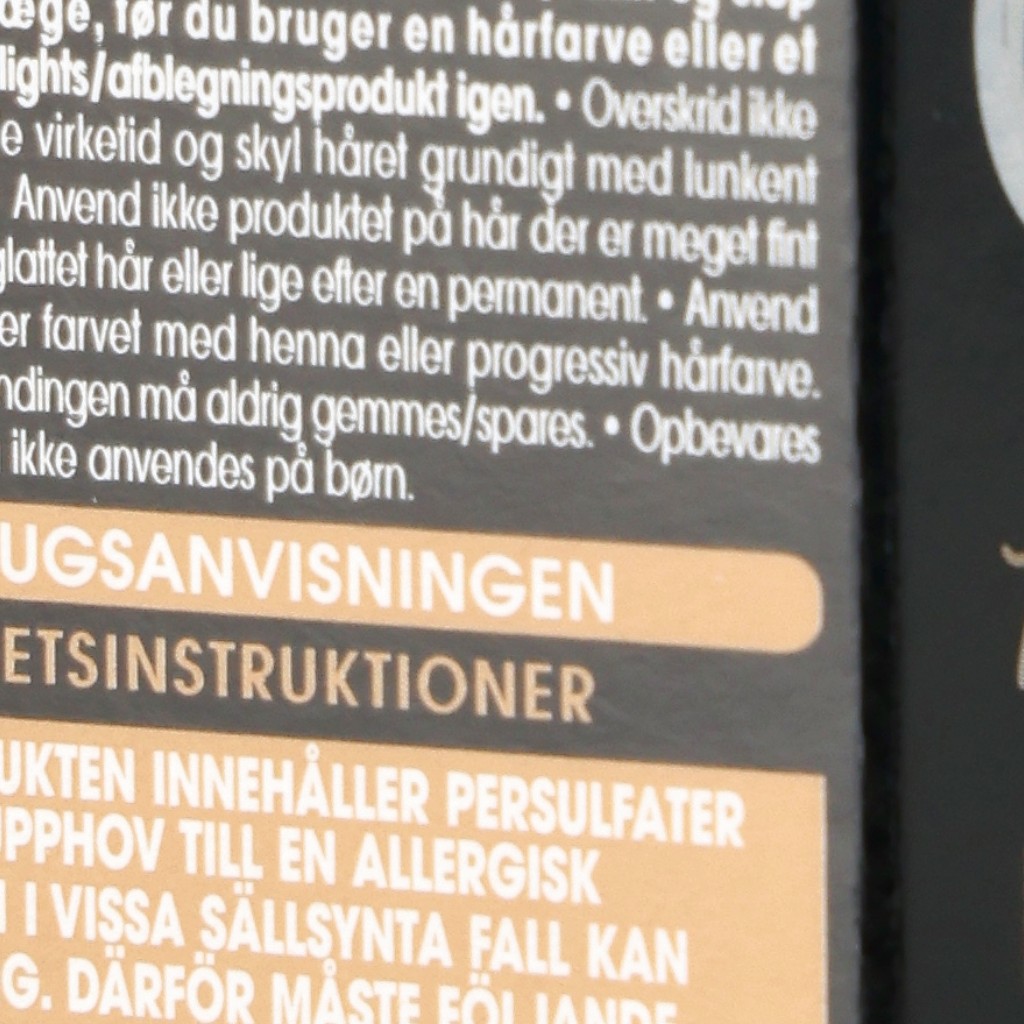 læge, før du bruger en hårfarve eller et
lights/afblegningsprodukt igen. • Overskrid ikke
e virketid og skyl håret grundigt med lunkent
Anvend ikke produktet på hår der er meget fint
glattet hår eller lige efter en permanent. • Anvend
er farvet med henna eller progressiv hårfarve.
ndingen må aldrig gemmes/spares. • Opbevares
ikke anvendes på børn.
UGSANVISNINGEN
ETSINSTRUKTIONER
UKTEN INNEHÅLLER PERSULFATER
UPPHOV TILL EN ALLERGISK
I VISSA SÄLLSYNTA FALL KAN
G. DÄRFÖR MÅSTE FÖLJANDE